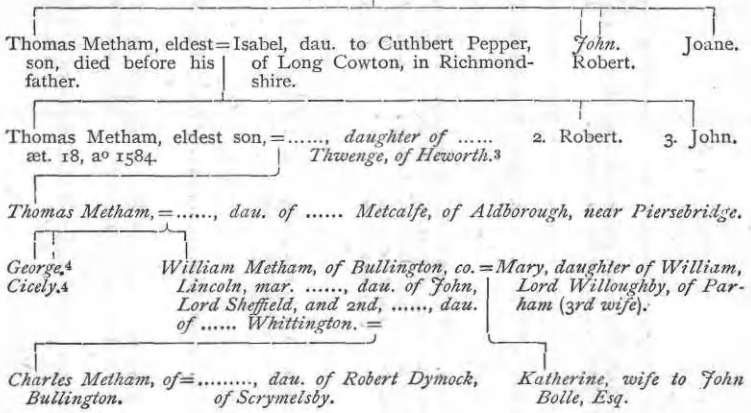 Thomas Metham, eldest = Isabel, dau. to Cuthbert Pepper, John. Joane.
son, died before his of Long Cowton, in Richmond- Robert.
father. shire.
Thomas Metham, eldest son, = ......, daughter of ...... 2. Robert. 3. John.
æt. 18, aº 1584. Thwenge, of Heworth.³
Thomas Metham, = ......, dau. of ...... Metcalfe, of Aldborough, near Piersebridge.
George.⁴ William Metham, of Bullington, co. = Mary, daughter of William,
Cicely.⁴ Lincoln, mar. ......, dau. of John, Lord Willoughby, of Par-
Lord Sheffield, and 2nd, ......, dau. ham (3rd wife).
of ...... Whittington. =
Charles Metham, of = ........., dau. of Robert Dymock, Katherine, wife to John
Bullington. of Scrymelsby. Bolle, Esq.